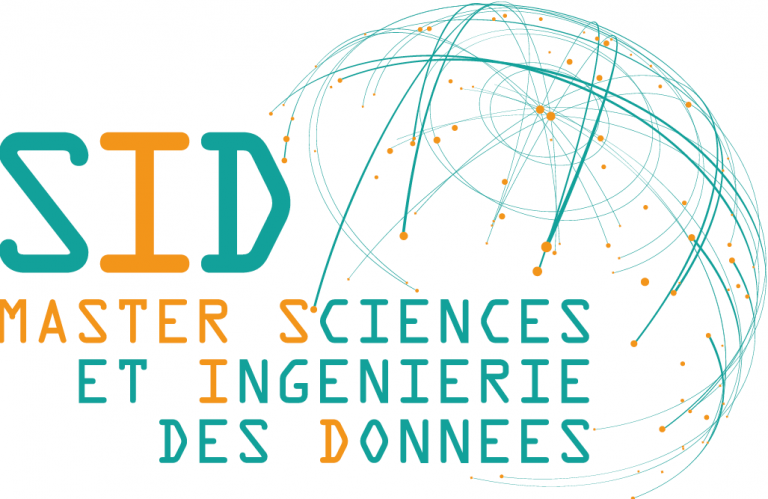 SID
MASTER SCIENCES
ET INGENIERIE
DES DONNEES